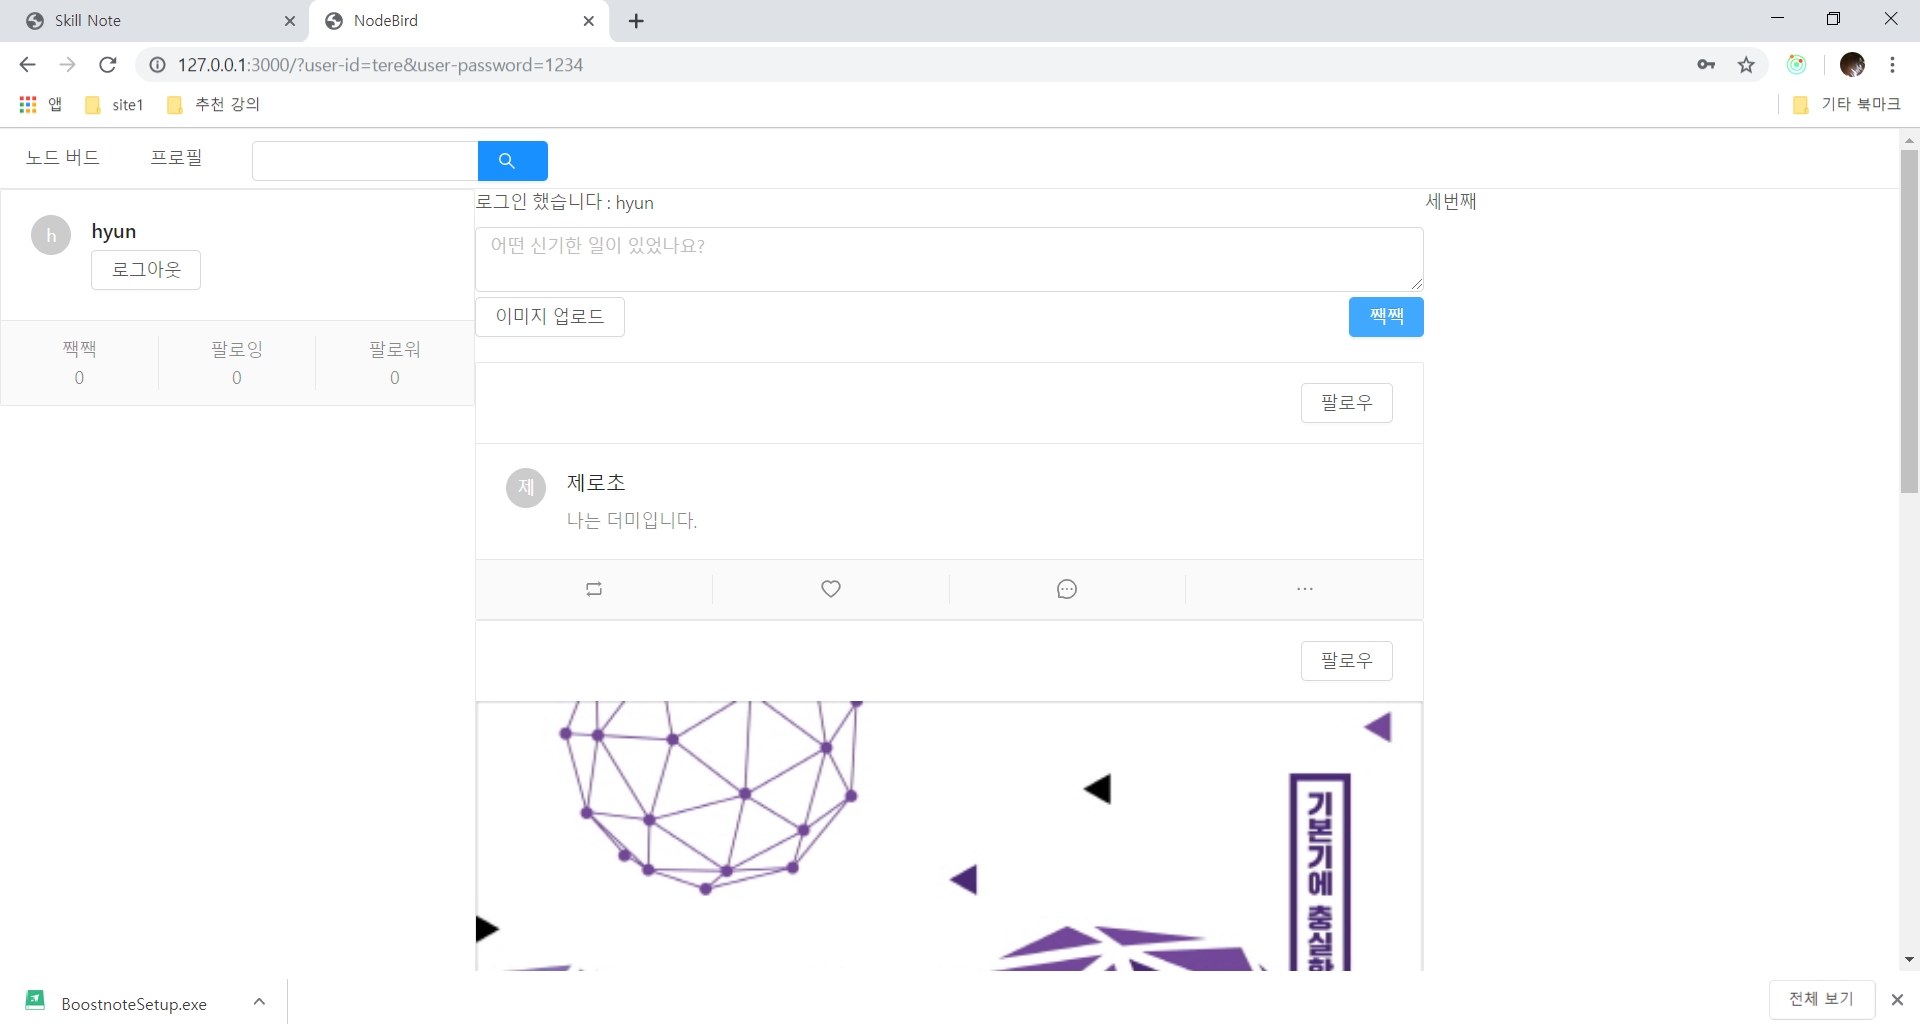 Skill Note
NodeBird
127.0.0.1:3000/?user-id=tere&user-password=1234
앱
site1
추천 강의
기타 북마크
노드 버드
프로필
로그인 했습니다 : hyun
세번째
h
hyun
로그아웃
어떤 신기한 일이 있었나요?
이미지 업로드
짹짹
짹짹
팔로잉
팔로워
0
0
0
팔로우
제
제로초
나는 더미입니다.
팔로우
기본기에 충실한
BoostnoteSetup.exe
전체 보기